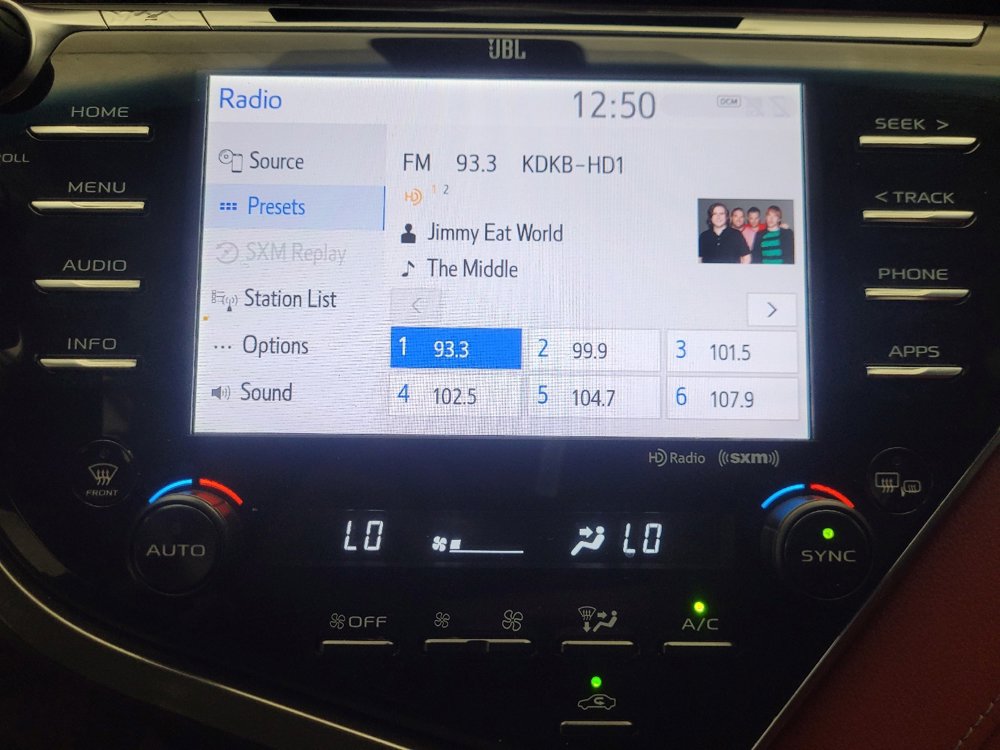 JBL
HOME
OLL
MENU
AUDIO
INFO
Radio
12:50
DCM
Source
Presets
SXM Replay
Station List
Options
Sound
FM 93.3 KDKB-HD1
HD 1 2
Jimmy Eat World
The Middle
< >
1 93.3
2 99.9
3 101.5
4 102.5
5 104.7
6 107.9
SEEK >
< TRACK
PHONE
APPS
HD Radio ((sxm))
FRONT
AUTO
LO
LO
SYNC
OFF
A/C